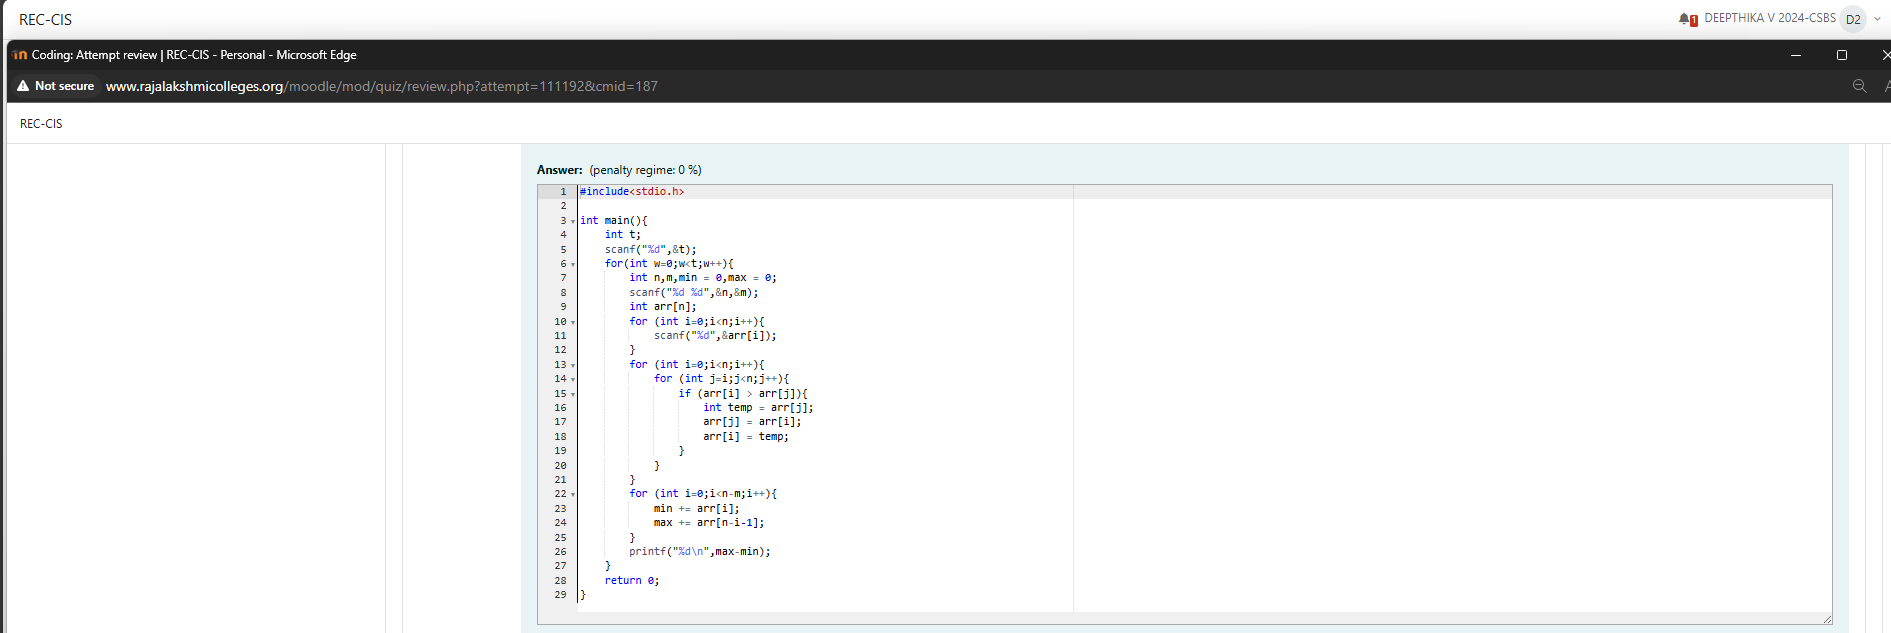 REC-CIS
1 DEEPTHIKA V 2024-CSBS D2
Coding: Attempt review | REC-CIS - Personal - Microsoft Edge
Not secure www.rajalakshmicolleges.org/moodle/mod/quiz/review.php?attempt=111192&cmid=187
REC-CIS
Answer: (penalty regime: 0 %)
1 #include<stdio.h>
2
3 int main(){
4 int t;
5 scanf("%d",&t);
6 for(int w=0;w<t;w++){
7 int n,m,min = 0,max = 0;
8 scanf("%d %d",&n,&m);
9 int arr[n];
10 for (int i=0;i<n;i++){
11 scanf("%d",&arr[i]);
12 }
13 for (int i=0;i<n;i++){
14 for (int j=i;j<n;j++){
15 if (arr[i] > arr[j]){
16 int temp = arr[j];
17 arr[j] = arr[i];
18 arr[i] = temp;
19 }
20 }
21 }
22 for (int i=0;i<n-m;i++){
23 min += arr[i];
24 max += arr[n-i-1];
25 }
26 printf("%d\n",max-min);
27 }
28 return 0;
29 }